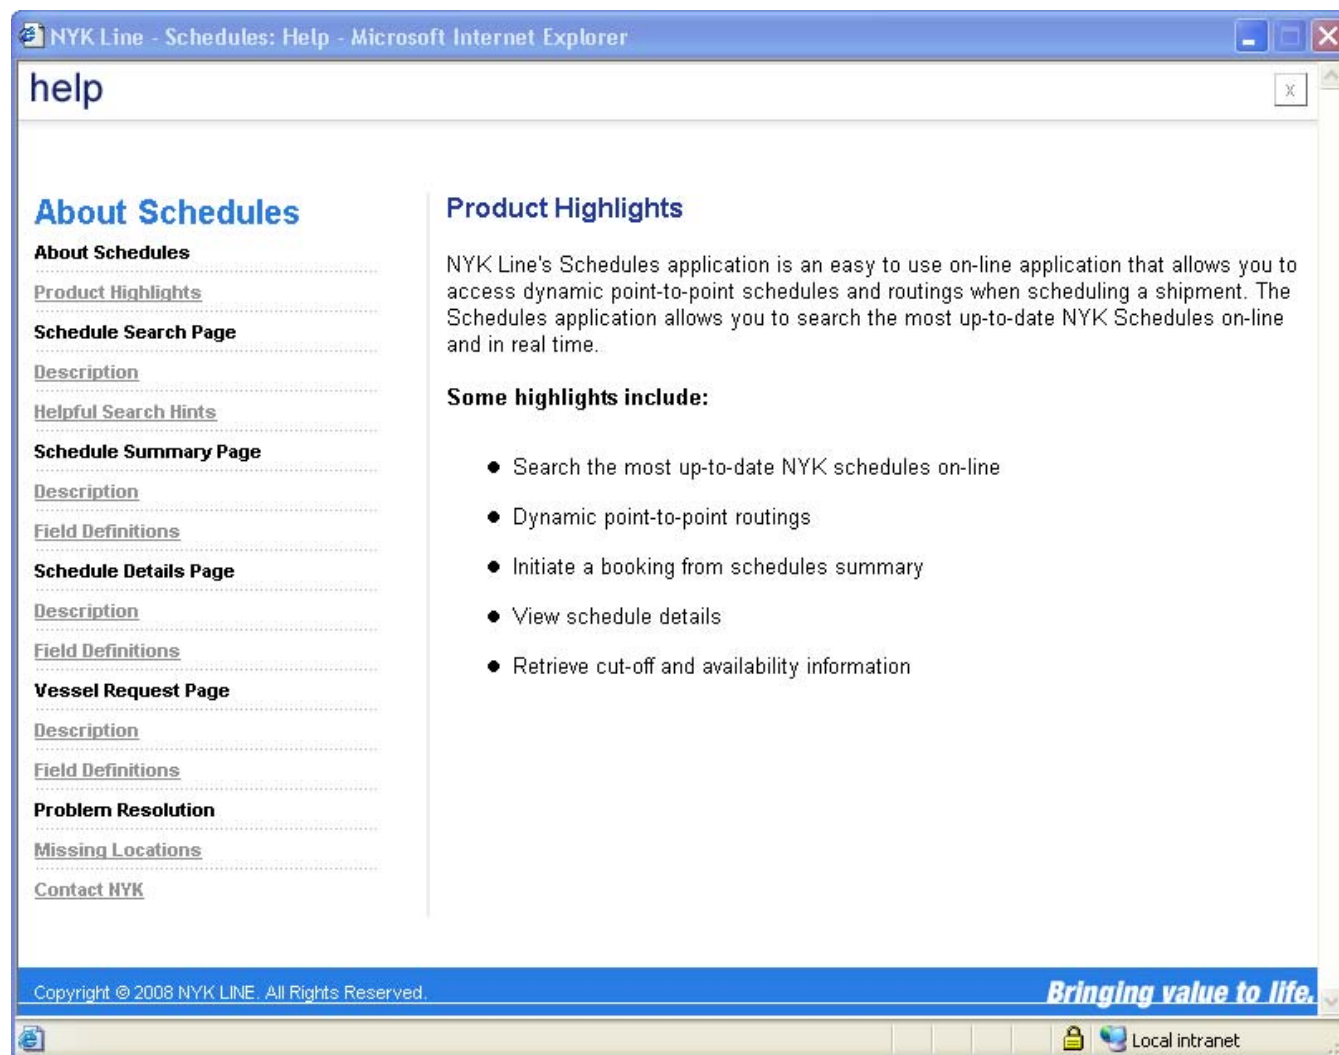 NYK Line - Schedules: Help - Microsoft Internet Explorer
help
X
About Schedules
About Schedules
Product Highlights
Schedule Search Page
Description
Helpful Search Hints
Schedule Summary Page
Description
Field Definitions
Schedule Details Page
Description
Field Definitions
Vessel Request Page
Description
Field Definitions
Problem Resolution
Missing Locations
Contact NYK
Product Highlights
NYK Line's Schedules application is an easy to use on-line application that allows you to
access dynamic point-to-point schedules and routings when scheduling a shipment. The
Schedules application allows you to search the most up-to-date NYK Schedules on-line
and in real time.
Some highlights include:
● Search the most up-to-date NYK schedules on-line
● Dynamic point-to-point routings
● Initiate a booking from schedules summary
● View schedule details
● Retrieve cut-off and availability information
Copyright © 2008 NYK LINE. All Rights Reserved.
Bringing value to life.
Local intranet